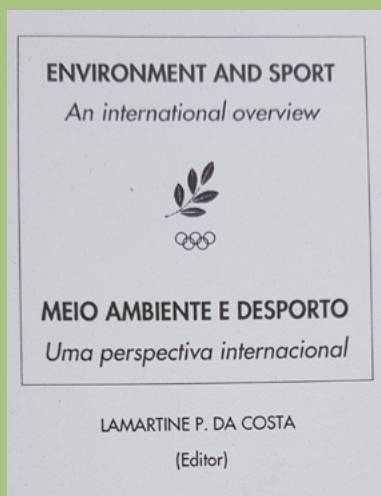 ENVIRONMENT AND SPORT
An international overview
MEIO AMBIENTE E DESPORTO
Uma perspectiva internacional
LAMARTINE P. DA COSTA
(Editor)